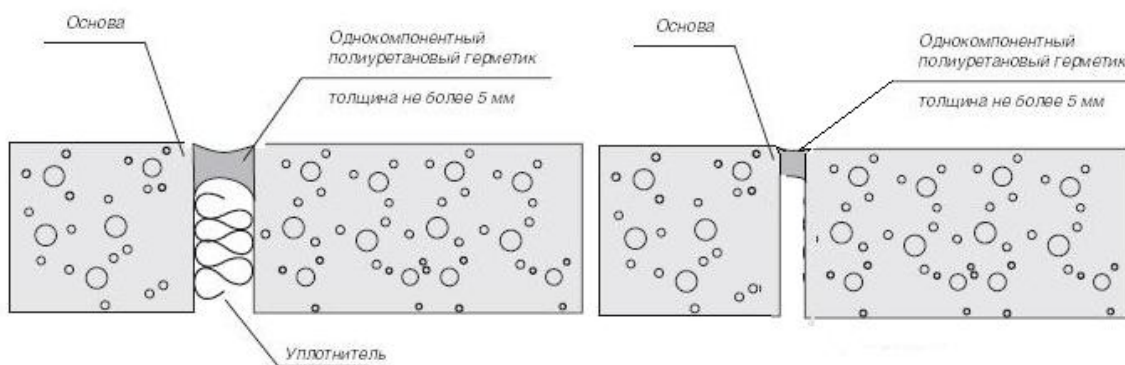 Основа
Однокомпонентный
полиуретановый герметик
толщина не более 5 мм
Уплотнитель
Основа
Однокомпонентный
полиуретановый герметик
толщина не более 5 мм